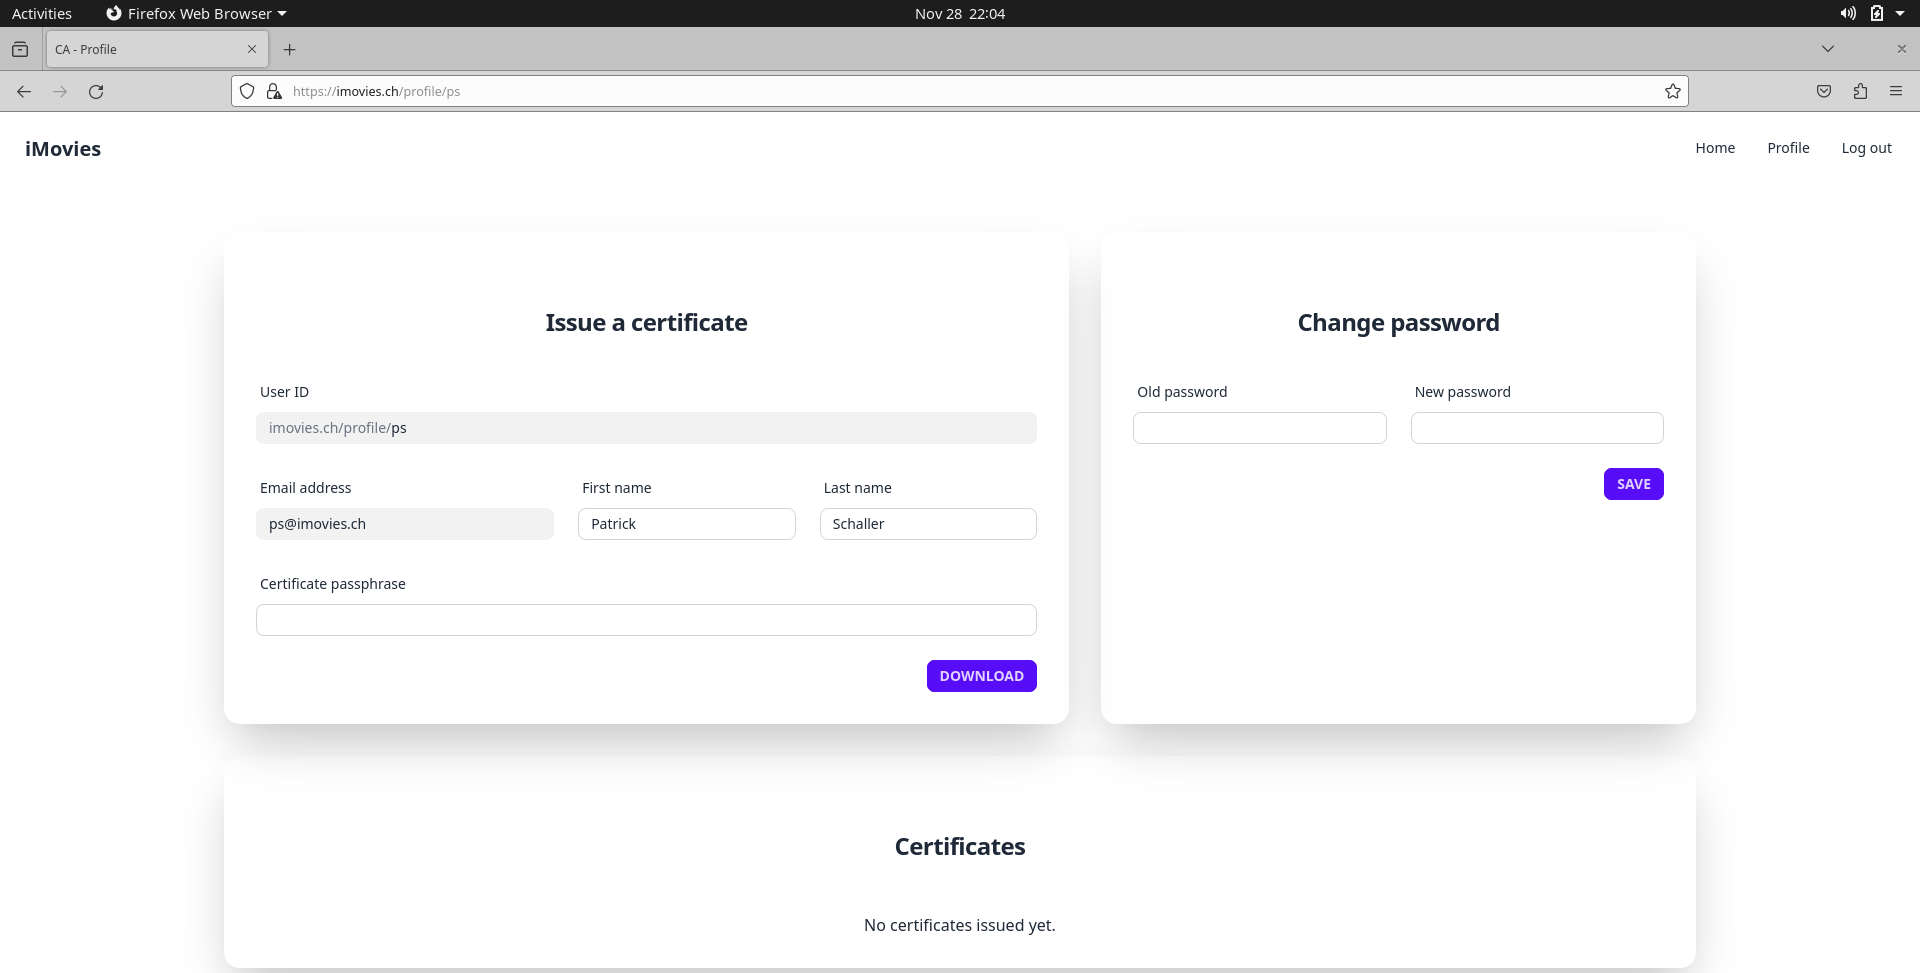 Activities
Firefox Web Browser
Nov 28 22:04
CA - Profile
https://imovies.ch/profile/ps
iMovies
Home
Profile
Log out
Issue a certificate
User ID
imovies.ch/profile/ps
Email address
First name
Last name
ps@imovies.ch
Patrick
Schaller
Certificate passphrase
DOWNLOAD
Change password
Old password
New password
SAVE
Certificates
No certificates issued yet.